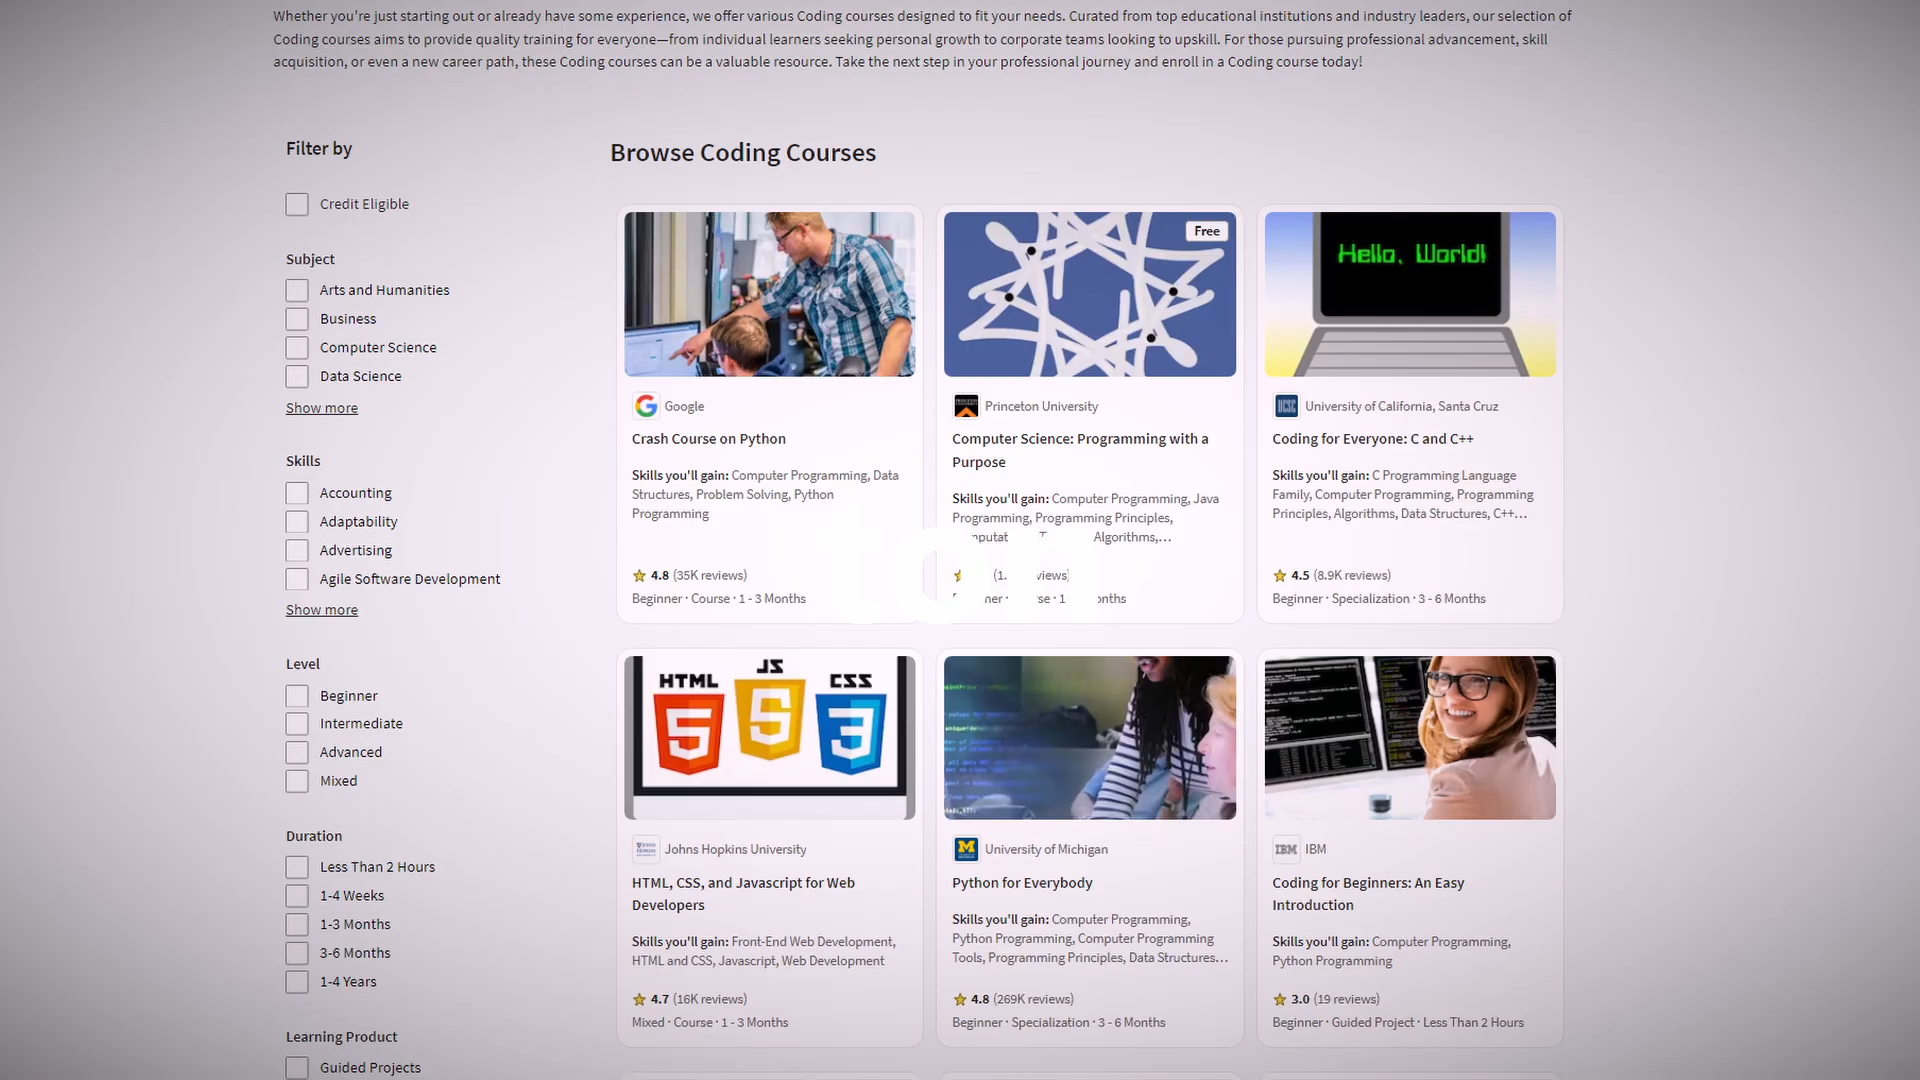 Whether you're just starting out or already have some experience, we offer various Coding courses designed to fit your needs. Curated from top educational institutions and industry leaders, our selection of
Coding courses aims to provide quality training for everyone—from individual learners seeking personal growth to corporate teams looking to upskill. For those pursuing professional advancement, skill
acquisition, or even a new career path, these Coding courses can be a valuable resource. Take the next step in your professional journey and enroll in a Coding course today!
Filter by
Credit Eligible
Subject
Arts and Humanities
Business
Computer Science
Data Science
Show more
Skills
Accounting
Adaptability
Advertising
Agile Software Development
Show more
Level
Beginner
Intermediate
Advanced
Mixed
Duration
Less Than 2 Hours
1-4 Weeks
1-3 Months
3-6 Months
1-4 Years
Learning Product
Guided Projects
Browse Coding Courses
Google
Crash Course on Python
Skills you'll gain: Computer Programming, Data
Structures, Problem Solving, Python
Programming
4.8 (35K reviews)
Beginner · Course · 1 - 3 Months
Free
Princeton University
Computer Science: Programming with a
Purpose
Skills you'll gain: Computer Programming, Java
Programming, Programming Principles,
Algorithms,...
Hello, World!
UCSC
University of California, Santa Cruz
Coding for Everyone: C and C++
Skills you'll gain: C Programming Language
Family, Computer Programming, Programming
Principles, Algorithms, Data Structures, C++...
4.5 (8.9K reviews)
Beginner · Specialization · 3 - 6 Months
HTML JS CSS
5 5 3
Johns Hopkins University
HTML, CSS, and Javascript for Web
Developers
Skills you'll gain: Front-End Web Development,
HTML and CSS, Javascript, Web Development
4.7 (16K reviews)
Mixed · Course · 1 - 3 Months
University of Michigan
Python for Everybody
Skills you'll gain: Computer Programming,
Python Programming, Computer Programming
Tools, Programming Principles, Data Structures...
4.8 (269K reviews)
Beginner · Specialization · 3 - 6 Months
IBM IBM
Coding for Beginners: An Easy
Introduction
Skills you'll gain: Computer Programming,
Python Programming
3.0 (19 reviews)
Beginner · Guided Project · Less Than 2 Hours